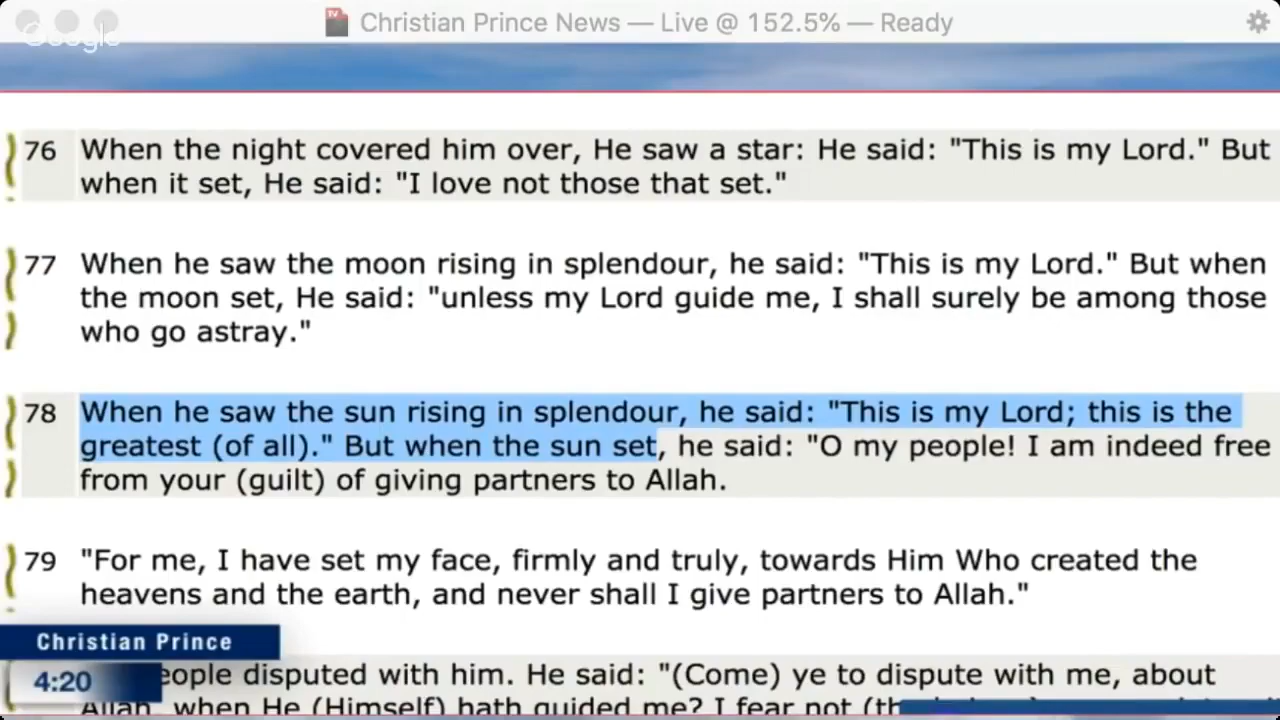 Christian Prince News — Live @ 152.5% — Ready
Google
76 When the night covered him over, He saw a star: He said: "This is my Lord." But
when it set, He said: "I love not those that set."
77 When he saw the moon rising in splendour, he said: "This is my Lord." But when
the moon set, He said: "unless my Lord guide me, I shall surely be among those
who go astray."
78 When he saw the sun rising in splendour, he said: "This is my Lord; this is the
greatest (of all)." But when the sun set, he said: "O my people! I am indeed free
from your (guilt) of giving partners to Allah.
79 "For me, I have set my face, firmly and truly, towards Him Who created the
heavens and the earth, and never shall I give partners to Allah."
Christian Prince
4:20
eople disputed with him. He said: "(Come) ye to dispute with me, about
Allah, when He (Himself) hath guided me? I fear not